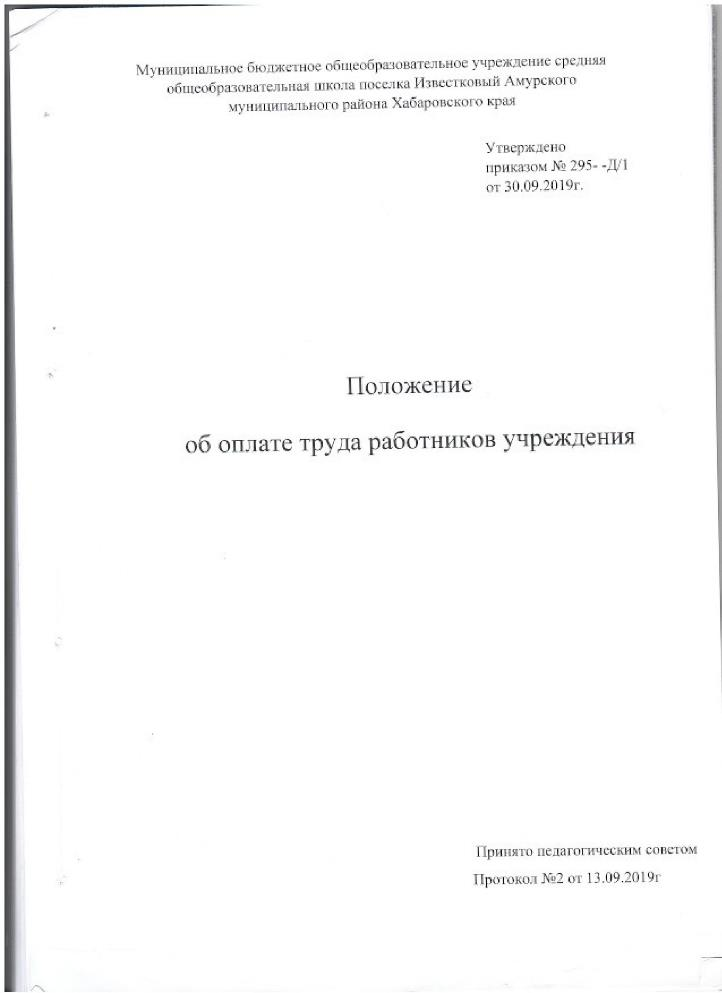 Муниципальное бюджетное общеобразовательное учреждение средняя
общеобразовательная школа поселка Известковый Амурского
муниципального района Хабаровского края
Утверждено
приказом № 295- -Д/1
от 30.09.2019г.
Положение
об оплате труда работников учреждения
Принято педагогическим советом
Протокол №2 от 13.09.2019г